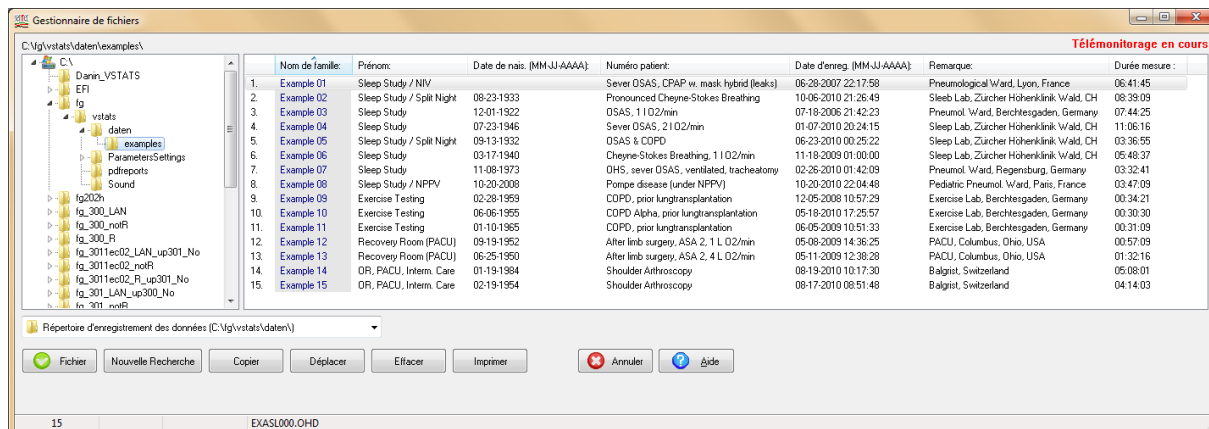 Gestionnaire de fichiers
C:\fg\vstats\daten\examples\
Télémonitorage en cours
C:\
Danin_VSTATS
EFI
fg
vstats
daten
examples
ParametersSettings
pdfreports
Sound
fg202h
fg_300_LAN
fg_300_notR
fg_300_R
fg_3011ec02_LAN_up301_No
fg_3011ec02_notR
fg_3011ec02_R_up301_No
fg_301_LAN_up300_No
fg_301_notR
Nom de famille: Prénom: Date de nais. (MM-JJ-AAAA): Numéro patient: Date d'enreg. (MM-JJ-AAAA): Remarque: Durée mesure :
1. Example 01 Sleep Study / NIV Sever OSAS, CPAP w. mask hybrid (leaks) 06-28-2007 22:17:58 Pneumological Ward, Lyon, France 06:41:45
2. Example 02 Sleep Study / Split Night 08-23-1933 Pronounced Cheyne-Stokes Breathing 10-06-2010 21:26:49 Sleeb Lab, Zürcher Höhenklinik Wald, CH 08:39:09
3. Example 03 Sleep Study 12-01-1922 OSAS, 1 l O2/min 07-18-2006 21:42:23 Pneumol. Ward, Berchtesgaden, Germany 07:44:25
4. Example 04 Sleep Study 07-23-1946 Sever OSAS, 2 l O2/min 01-07-2010 20:24:15 Sleep Lab, Zürcher Höhenklinik Wald, CH 11:06:16
5. Example 05 Sleep Study / Split Night 09-13-1932 OSAS & COPD 06-23-2010 00:25:22 Sleep Lab, Zürcher Höhenklinik Wald, CH 03:36:55
6. Example 06 Sleep Study 03-17-1940 Cheyne-Stokes Breathing, 1 l O2/min 11-18-2009 01:00:00 Sleep Lab, Zürcher Höhenklinik Wald, CH 05:48:37
7. Example 07 Sleep Study 11-08-1973 OHS, sever OSAS, ventilated, tracheatomy 02-26-2010 01:42:09 Pneumol. Ward, Regensburg, Germany 03:32:41
8. Example 08 Sleep Study / NPPV 10-20-2008 Pompe disease (under NPPV) 10-20-2010 22:04:48 Pediatric Pneumol. Ward, Paris, France 03:47:09
9. Example 09 Exercise Testing 02-28-1959 COPD, prior lungtransplantation 12-05-2008 10:57:29 Exercise Lab, Berchtesgaden, Germany 00:34:21
10. Example 10 Exercise Testing 06-06-1955 COPD Alpha, prior lungtransplantation 05-18-2010 17:25:57 Exercise Lab, Berchtesgaden, Germany 00:30:30
11. Example 11 Exercise Testing 01-10-1965 COPD, prior lungtransplantation 06-05-2009 10:51:33 Exercise Lab, Berchtesgaden, Germany 00:31:09
12. Example 12 Recovery Room (PACU) 09-19-1952 After limb surgery, ASA 2, 1 L O2/min 05-08-2009 14:36:25 PACU, Columbus, Ohio, USA 00:57:09
13. Example 13 Recovery Room (PACU) 06-25-1950 After limb surgery, ASA 2, 4 L O2/min 05-11-2009 12:38:28 PACU, Columbus, Ohio, USA 01:32:16
14. Example 14 OR, PACU, Interm. Care 01-19-1984 Shoulder Arthroscopy 08-19-2010 10:17:30 Balgrist, Switzerland 05:08:01
15. Example 15 OR, PACU, Interm. Care 02-19-1954 Shoulder Arthroscopy 08-17-2010 08:51:48 Balgrist, Switzerland 04:14:03
Répertoire d'enregistrement des données (C:\fg\vstats\daten\)
Fichier Nouvelle Recherche Copier Déplacer Effacer Imprimer Annuler Aide
15 EXASL000.OHD